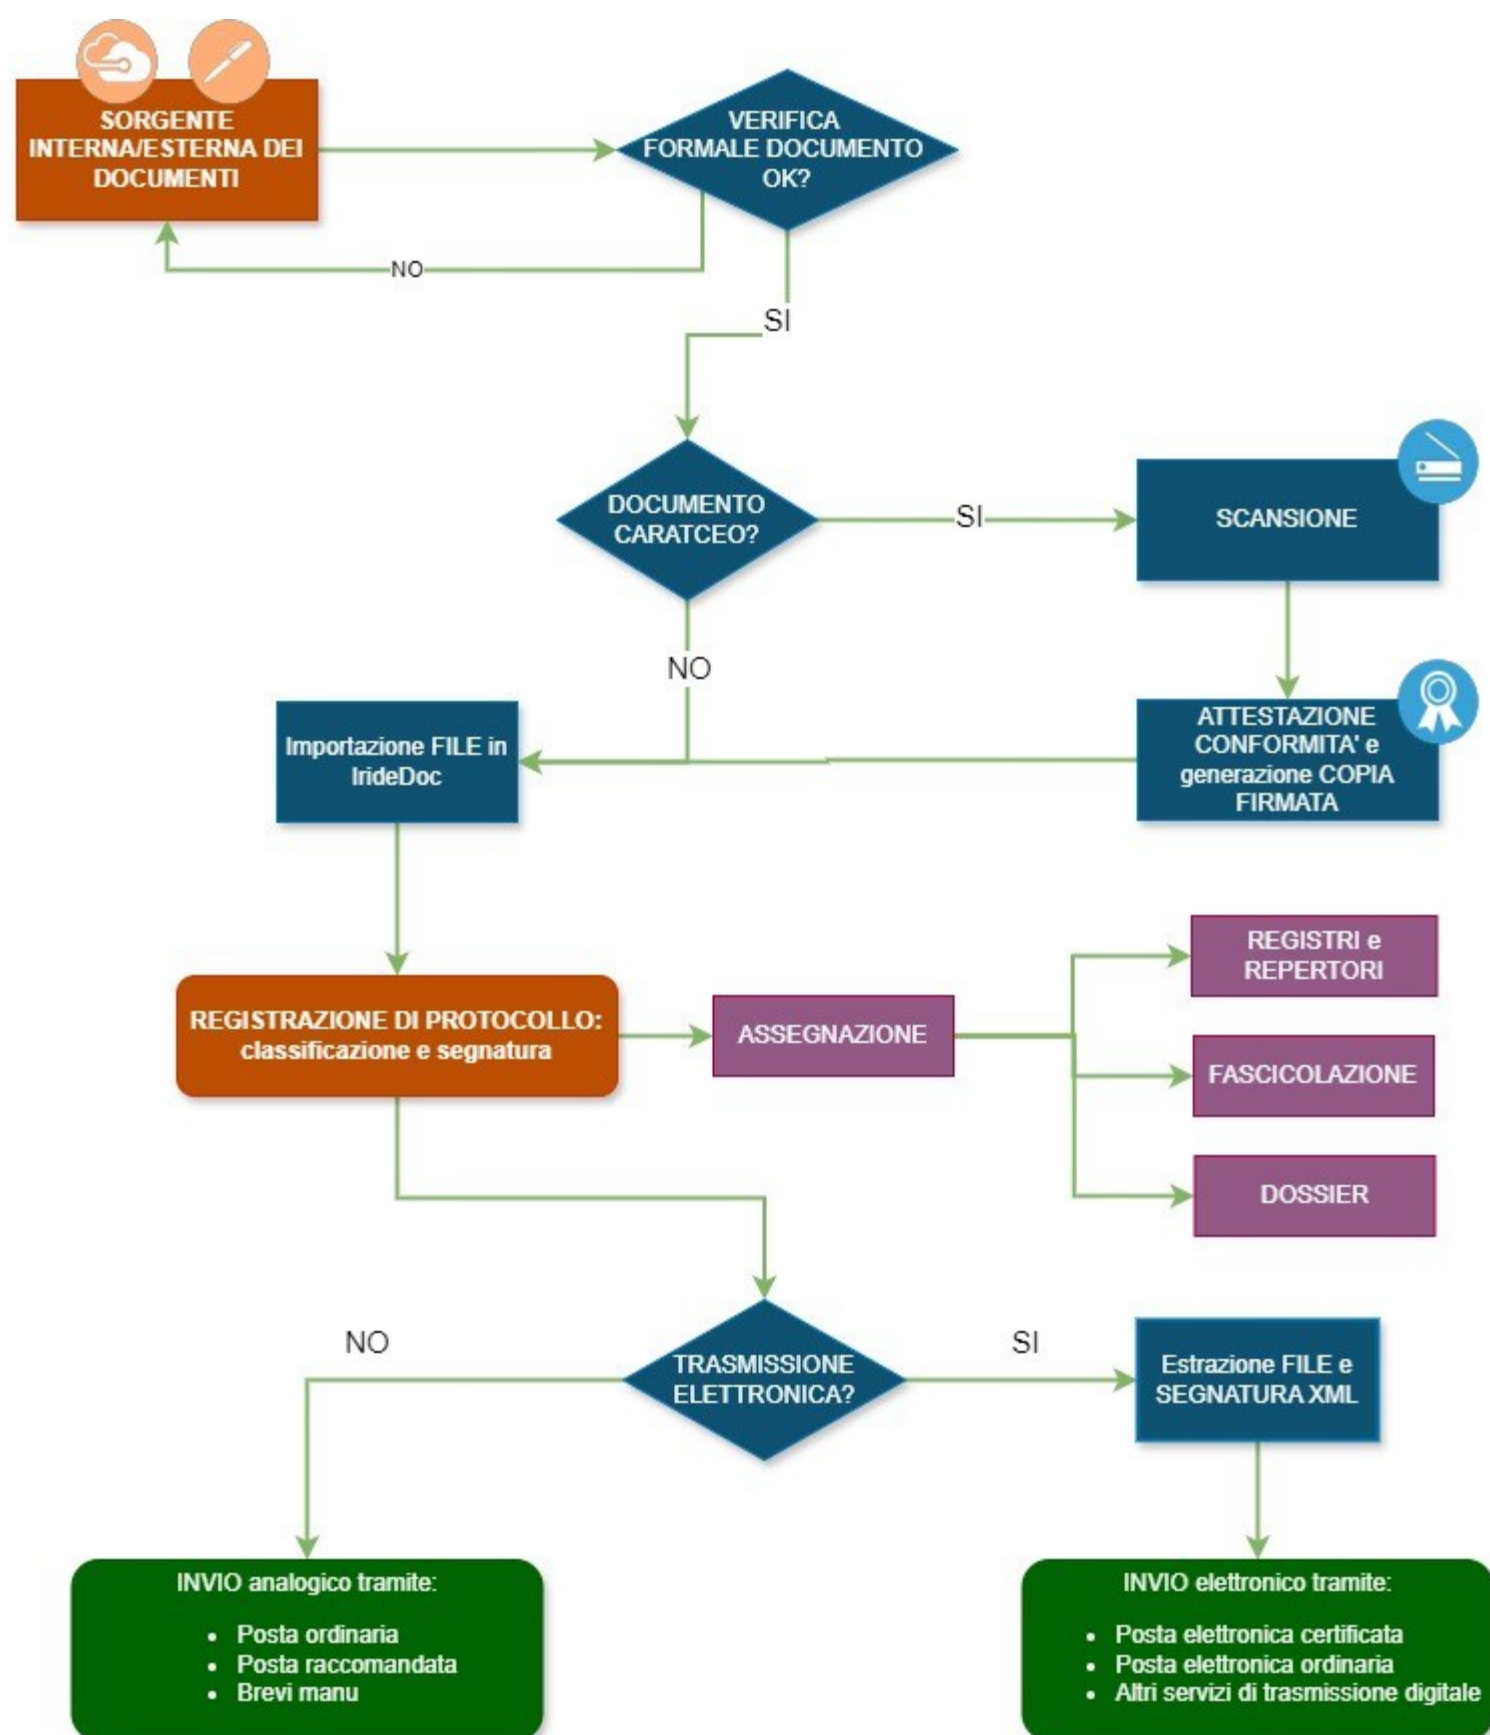 SORGENTE
INTERNA/ESTERNA DEI
DOCUMENTI
VERIFICA
FORMALE DOCUMENTO
OK?
NO
SI
DOCUMENTO
CARATCEO?
SI
SCANSIONE
NO
Importazione FILE in
IrideDoc
ATTESTAZIONE
CONFORMITA' e
generazione COPIA
FIRMATA
REGISTRAZIONE DI PROTOCOLLO:
classificazione e segnatura
ASSEGNAZIONE
REGISTRI e
REPERTORI
FASCICOLAZIONE
DOSSIER
NO
TRASMISSIONE
ELETTRONICA?
SI
Estrazione FILE e
SEGNATURA XML
INVIO analogico tramite:
• Posta ordinaria
• Posta raccomandata
• Brevi manu
INVIO elettronico tramite:
• Posta elettronica certificata
• Posta elettronica ordinaria
• Altri servizi di trasmissione digitale